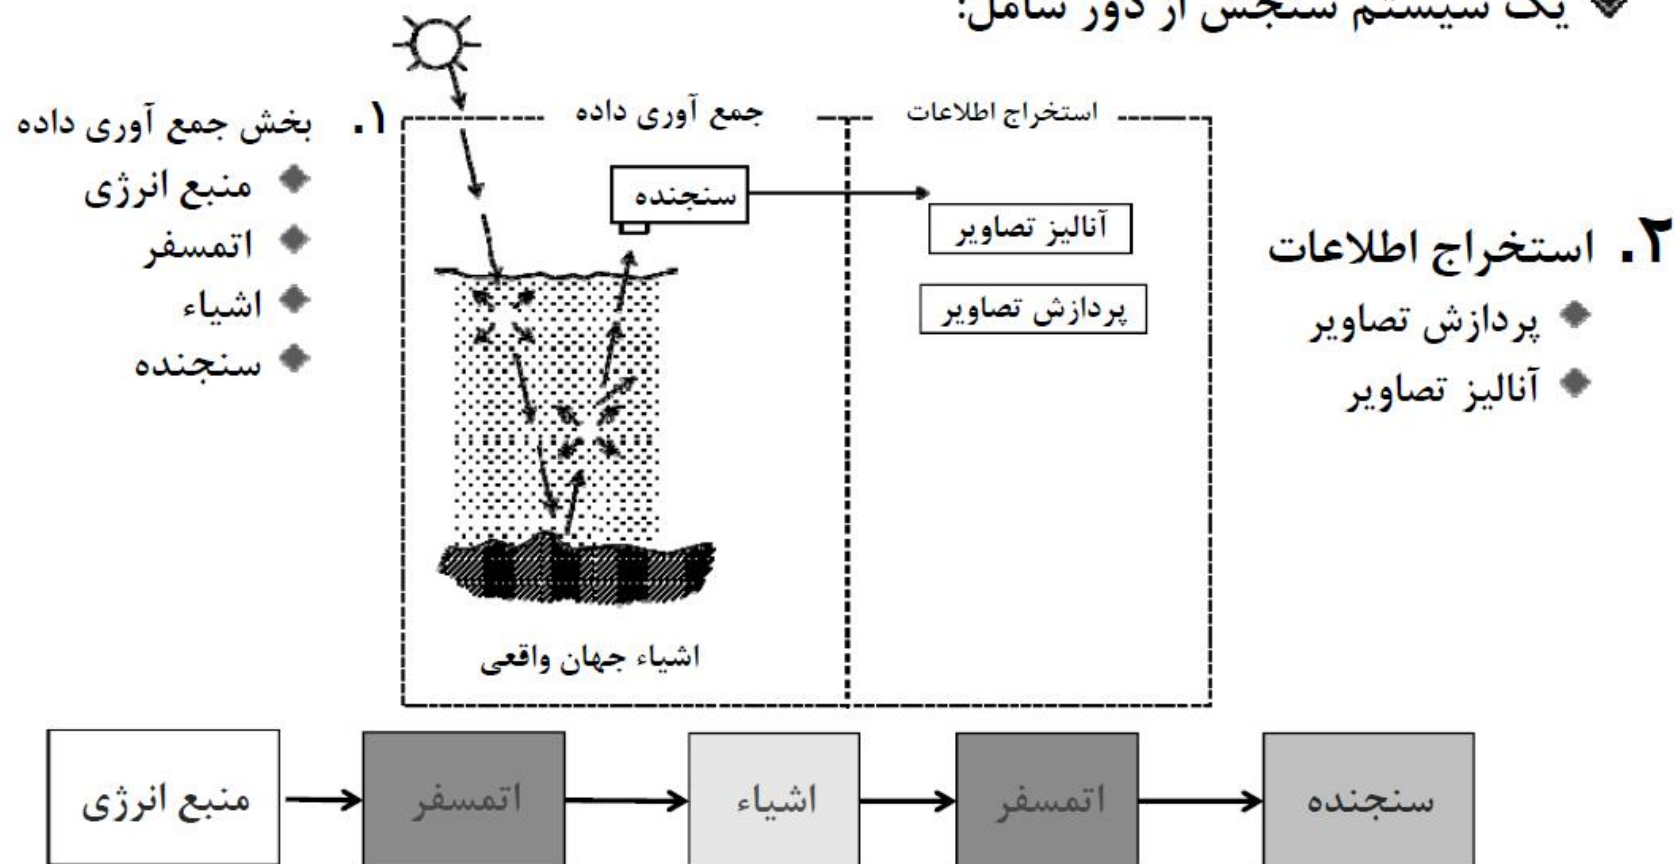 یک سیستم سنجش از دور شامل:
۱. بخش جمع آوری داده
منبع انرژی
اتمسفر
اشیاء
سنجنده
جمع آوری داده
استخراج اطلاعات
سنجنده
آنالیز تصاویر
پردازش تصاویر
اشیاء جهان واقعی
۲. استخراج اطلاعات
پردازش تصاویر
آنالیز تصاویر
منبع انرژی
اتمسفر
اشیاء
اتمسفر
سنجنده